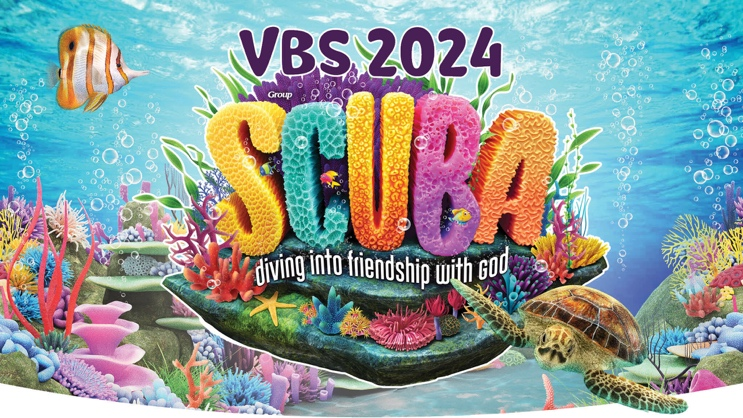 VBS 2024
Group
SCUBA
diving into friendship with God